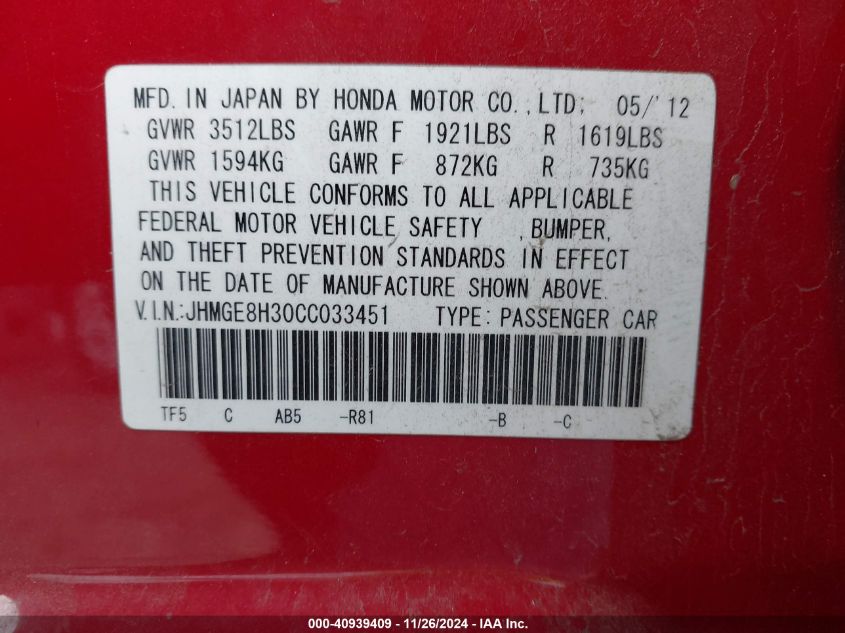 MFD. IN JAPAN BY HONDA MOTOR CO., LTD; 05/'12
GVWR 3512LBS GAWR F 1921LBS R 1619LBS
GVWR 1594KG GAWR F 872KG R 735KG
THIS VEHICLE CONFORMS TO ALL APPLICABLE
FEDERAL MOTOR VEHICLE SAFETY , BUMPER,
AND THEFT PREVENTION STANDARDS IN EFFECT
ON THE DATE OF MANUFACTURE SHOWN ABOVE.
V.I.N.:JHMGE8H30CC033451 TYPE: PASSENGER CAR
TF5 C AB5 -R81 -B -C
000-40939409 - 11/26/2024 - IAA Inc.